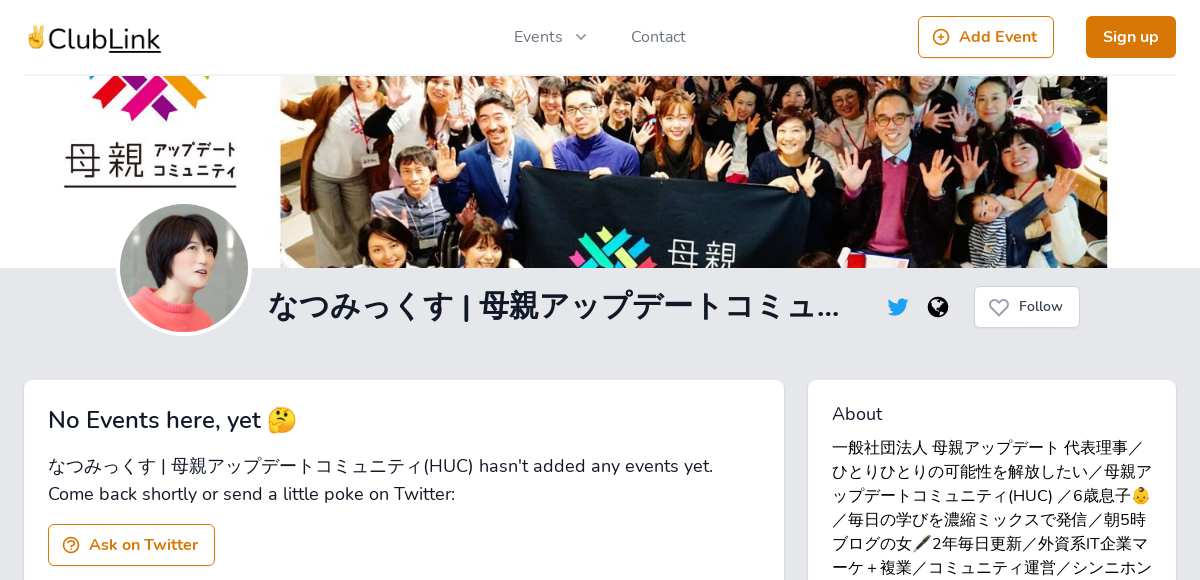 ✌️ClubLink
Events
Contact
Add Event
Sign up
母親 アップデート
コミュニティ
母親
なつみっくす | 母親アップデートコミュ...
Follow
No Events here, yet 🤔
なつみっくす | 母親アップデートコミュニティ(HUC) hasn't added any events yet.
Come back shortly or send a little poke on Twitter:
Ask on Twitter
About
一般社団法人 母親アップデート 代表理事／
ひとりひとりの可能性を解放したい／母親ア
ップデートコミュニティ(HUC) ／6歳息子👶
／毎日の学びを濃縮ミックスで発信／朝5時
ブログの女🖋2年毎日更新／外資系IT企業マ
ーケ＋複業／コミュニティ運営／シンニホン